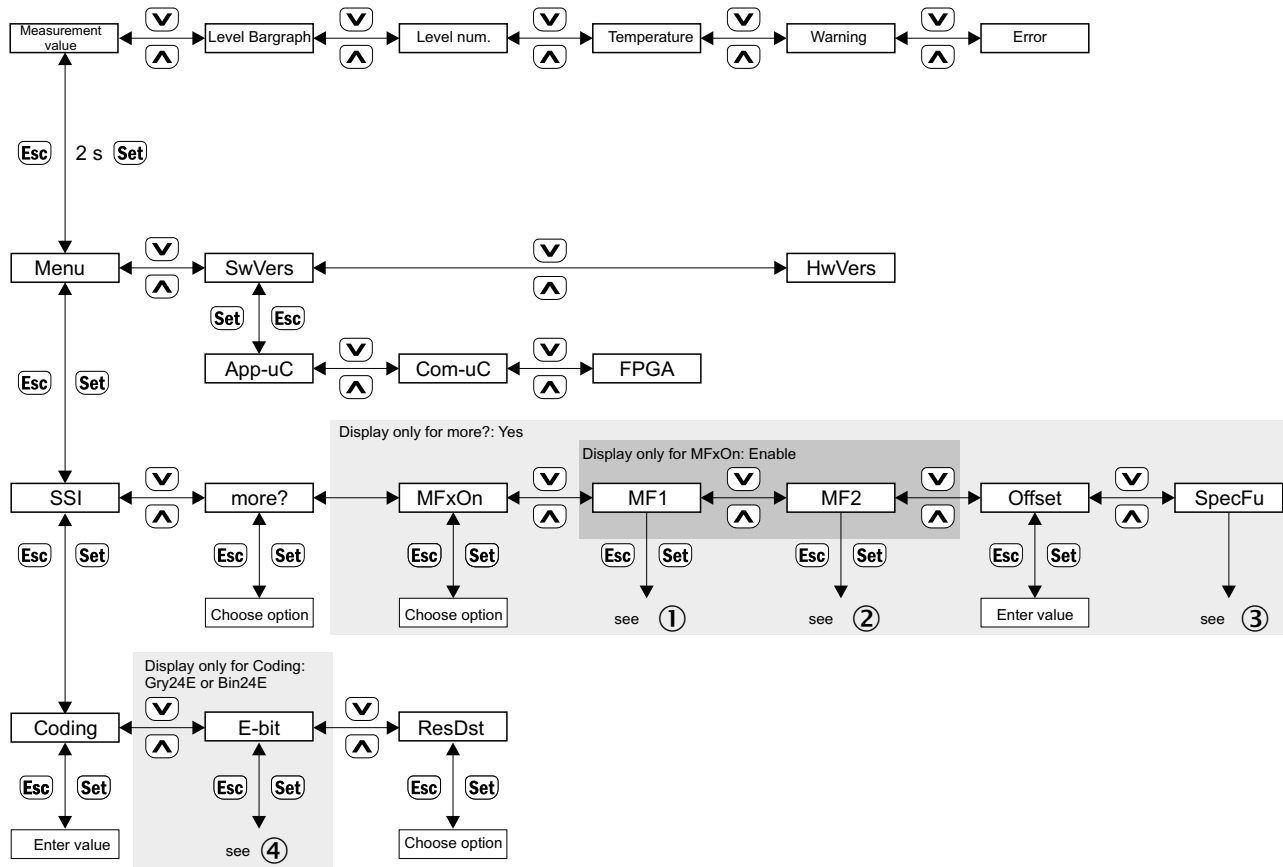 Measurement value
Level Bargraph
Level num.
Temperature
Warning
Error
Esc 2 s Set
Menu
SwVers
HwVers
Set Esc
App-uC
Com-uC
FPGA
Esc Set
Display only for more?: Yes
Display only for MFxOn: Enable
SSI
more?
MFxOn
MF1
MF2
Offset
SpecFu
Esc Set
Esc Set
Esc Set
Esc Set
Esc Set
Esc Set
Choose option
Choose option
see ①
see ②
Enter value
see ③
Display only for Coding:
Gry24E or Bin24E
Coding
E-bit
ResDst
Esc Set
Esc Set
Esc Set
Enter value
see ④
Choose option